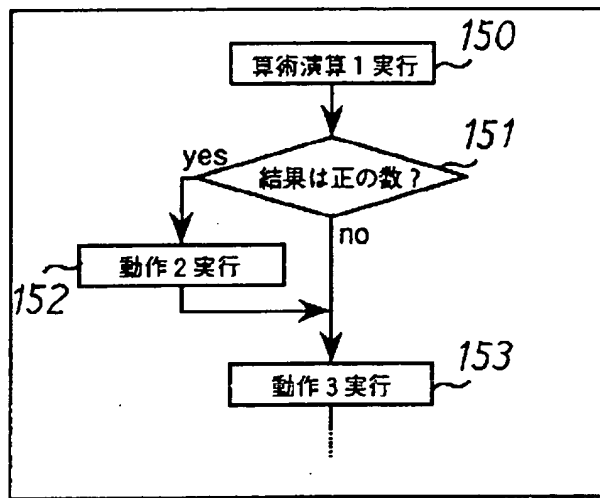 150
算術演算1実行
151
yes
結果は正の数?
no
動作2実行
152
153
動作3実行